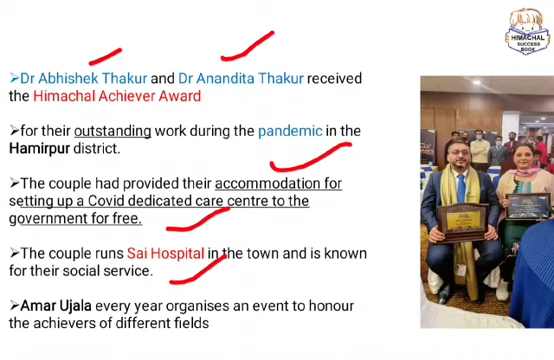 HIMACHAL
SUCCESS
BOOK
➢Dr Abhishek Thakur and Dr Anandita Thakur received
the Himachal Achiever Award
➢for their outstanding work during the pandemic in the
Hamirpur district.
➢The couple had provided their accommodation for
setting up a Covid dedicated care centre to the
government for free.
➢The couple runs Sai Hospital in the town and is known
for their social service.
➢Amar Ujala every year organises an event to honour
the achievers of different fields